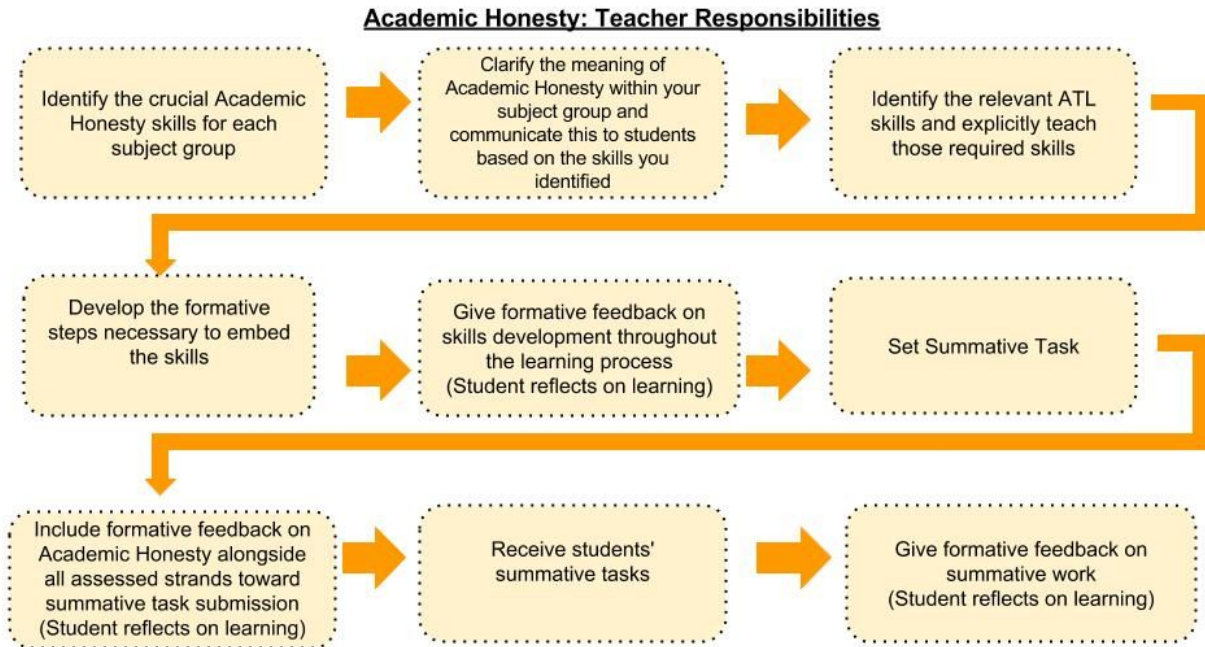 Academic Honesty: Teacher Responsibilities
Identify the crucial Academic
Honesty skills for each
subject group
Clarify the meaning of
Academic Honesty within your
subject group and
communicate this to students
based on the skills you
identified
Identify the relevant ATL
skills and explicitly teach
those required skills
Develop the formative
steps necessary to embed
the skills
Give formative feedback on
skills development throughout
the learning process
(Student reflects on learning)
Set Summative Task
Include formative feedback on
Academic Honesty alongside
all assessed strands toward
summative task submission
(Student reflects on learning)
Receive students'
summative tasks
Give formative feedback on
summative work
(Student reflects on learning)